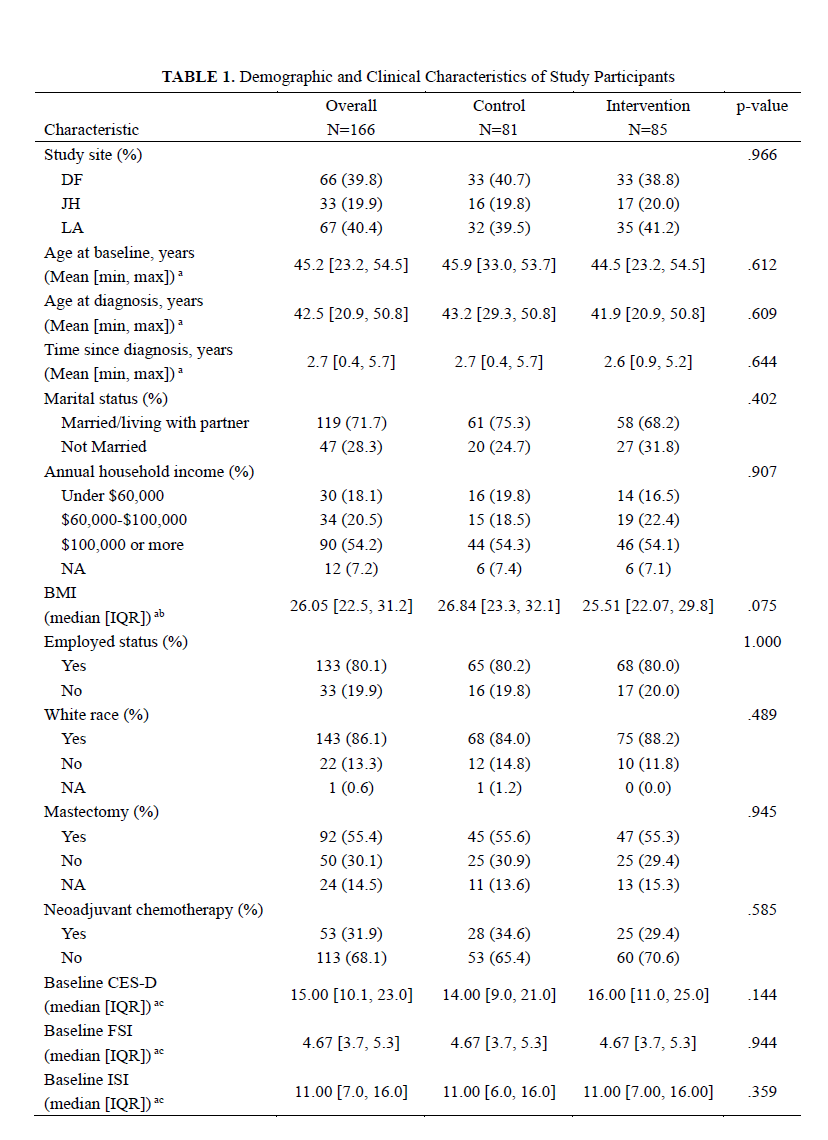 TABLE 1. Demographic and Clinical Characteristics of Study Participants
Overall Control Intervention p-value
Characteristic N=166 N=81 N=85
Study site (%) .966
DF 66 (39.8) 33 (40.7) 33 (38.8)
JH 33 (19.9) 16 (19.8) 17 (20.0)
LA 67 (40.4) 32 (39.5) 35 (41.2)
Age at baseline, years
(Mean [min, max]) a 45.2 [23.2, 54.5] 45.9 [33.0, 53.7] 44.5 [23.2, 54.5] .612
Age at diagnosis, years
(Mean [min, max]) a 42.5 [20.9, 50.8] 43.2 [29.3, 50.8] 41.9 [20.9, 50.8] .609
Time since diagnosis, years
(Mean [min, max]) a 2.7 [0.4, 5.7] 2.7 [0.4, 5.7] 2.6 [0.9, 5.2] .644
Marital status (%) .402
Married/living with partner 119 (71.7) 61 (75.3) 58 (68.2)
Not Married 47 (28.3) 20 (24.7) 27 (31.8)
Annual household income (%) .907
Under $60,000 30 (18.1) 16 (19.8) 14 (16.5)
$60,000-$100,000 34 (20.5) 15 (18.5) 19 (22.4)
$100,000 or more 90 (54.2) 44 (54.3) 46 (54.1)
NA 12 (7.2) 6 (7.4) 6 (7.1)
BMI
(median [IQR]) ab 26.05 [22.5, 31.2] 26.84 [23.3, 32.1] 25.51 [22.07, 29.8] .075
Employed status (%) 1.000
Yes 133 (80.1) 65 (80.2) 68 (80.0)
No 33 (19.9) 16 (19.8) 17 (20.0)
White race (%) .489
Yes 143 (86.1) 68 (84.0) 75 (88.2)
No 22 (13.3) 12 (14.8) 10 (11.8)
NA 1 (0.6) 1 (1.2) 0 (0.0)
Mastectomy (%) .945
Yes 92 (55.4) 45 (55.6) 47 (55.3)
No 50 (30.1) 25 (30.9) 25 (29.4)
NA 24 (14.5) 11 (13.6) 13 (15.3)
Neoadjuvant chemotherapy (%) .585
Yes 53 (31.9) 28 (34.6) 25 (29.4)
No 113 (68.1) 53 (65.4) 60 (70.6)
Baseline CES-D
(median [IQR]) ac 15.00 [10.1, 23.0] 14.00 [9.0, 21.0] 16.00 [11.0, 25.0] .144
Baseline FSI
(median [IQR]) ac 4.67 [3.7, 5.3] 4.67 [3.7, 5.3] 4.67 [3.7, 5.3] .944
Baseline ISI
(median [IQR]) ac 11.00 [7.0, 16.0] 11.00 [6.0, 16.0] 11.00 [7.00, 16.00] .359